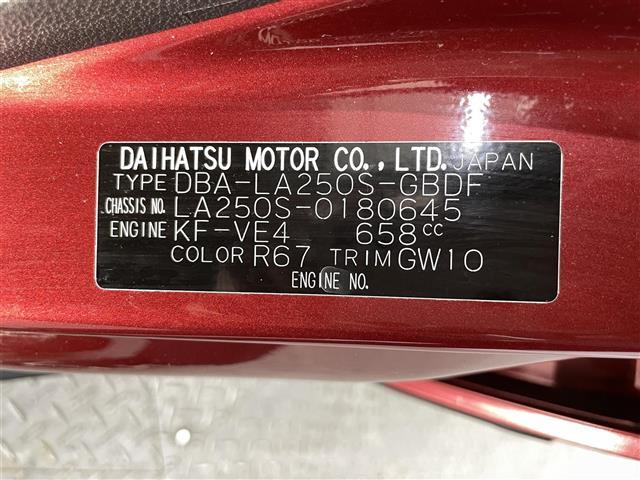 DAIHATSU MOTOR CO., LTD. JAPAN
TYPE DBA-LA250S-GBDF
CHASSIS NO. LA250S-0180645
ENGINE KF-VE4 658cc
COLOR R67 TRIM GW10
ENGINE NO.